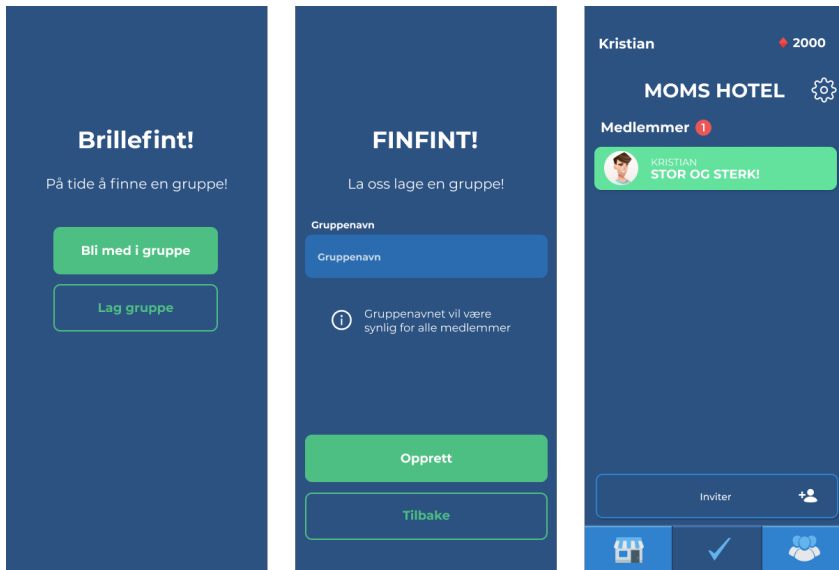 Brillefint!
På tide å finne en gruppe!
Bli med i gruppe
Lag gruppe
FINFINT!
La oss lage en gruppe!
Gruppenavn
Gruppenavn
Gruppenavnet vil være
synlig for alle medlemmer
Opprett
Tilbake
Kristian
2000
MOMS HOTEL
Medlemmer 1
KRISTIAN
STOR OG STERK!
Inviter